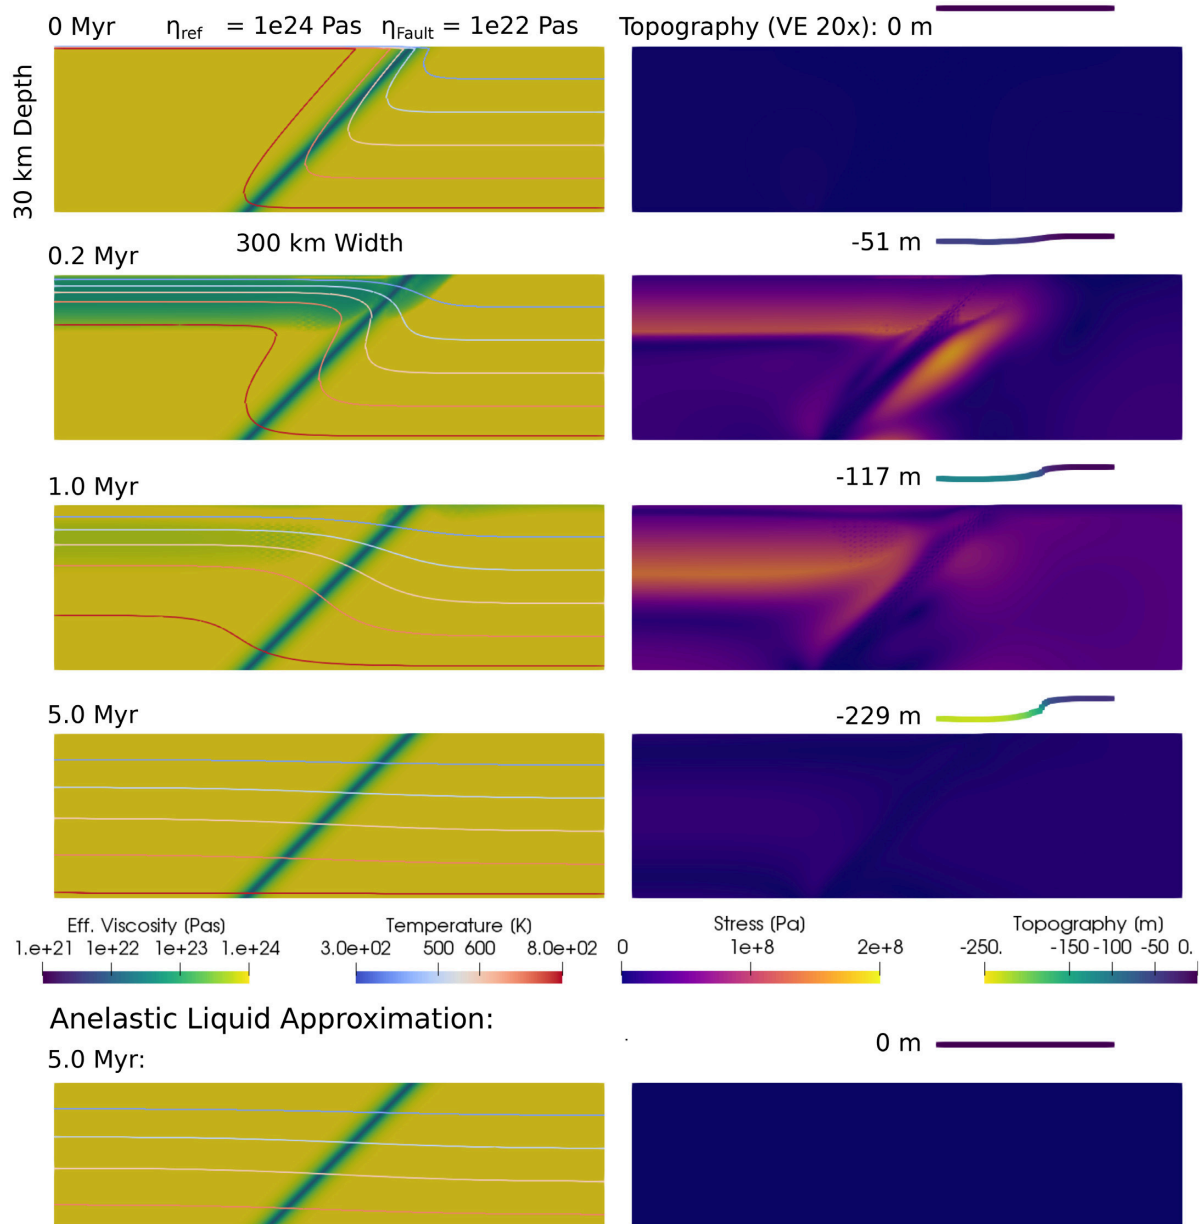 0 Myr η_ref = 1e24 Pas η_Fault = 1e22 Pas Topography (VE 20x): 0 m
30 km Depth
300 km Width
0.2 Myr
-51 m
1.0 Myr
-117 m
5.0 Myr
-229 m
Eff. Viscosity (Pas) Temperature (K) Stress (Pa) Topography (m)
1.e+21 1e+22 1e+23 1.e+24 3.0e+02 500 600 8.0e+02 0 1e+8 2e+8 -250. -150 -100 -50 0.
Anelastic Liquid Approximation:
5.0 Myr:
0 m